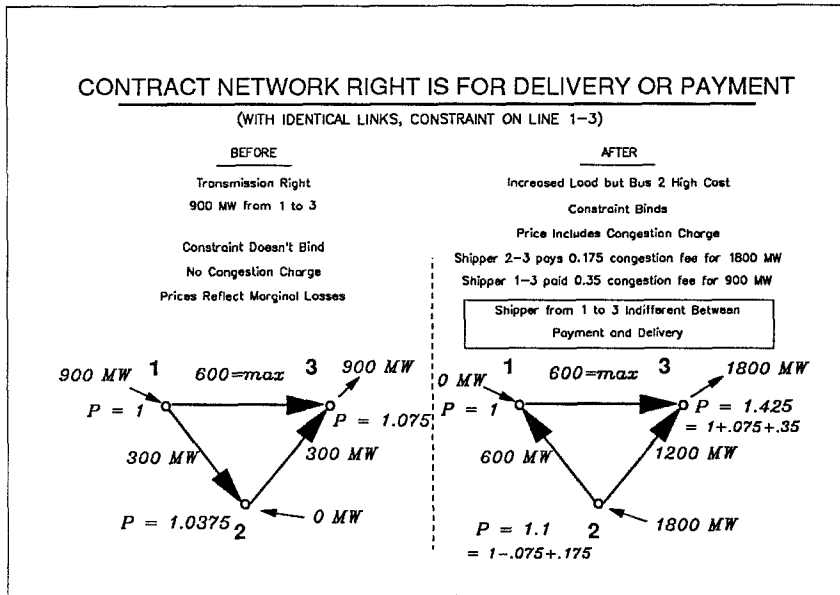 CONTRACT NETWORK RIGHT IS FOR DELIVERY OR PAYMENT
(WITH IDENTICAL LINKS, CONSTRAINT ON LINE 1-3)
BEFORE
Transmission Right
900 MW from 1 to 3
Constraint Doesn't Bind
No Congestion Charge
Prices Reflect Marginal Losses
1
600=max
3
900 MW
900 MW
P = 1
P = 1.075
300 MW
300 MW
P = 1.0375
2
0 MW
AFTER
Increased Load but Bus 2 High Cost
Constraint Binds
Price Includes Congestion Charge
Shipper 2-3 pays 0.175 congestion fee for 1800 MW
Shipper 1-3 paid 0.35 congestion fee for 900 MW
Shipper from 1 to 3 Indifferent Between
Payment and Delivery
1
600=max
3
1800 MW
0 MW
P = 1
P = 1.425
= 1+.075+.35
600 MW
1200 MW
2
1800 MW
P = 1.1
= 1-.075+.175